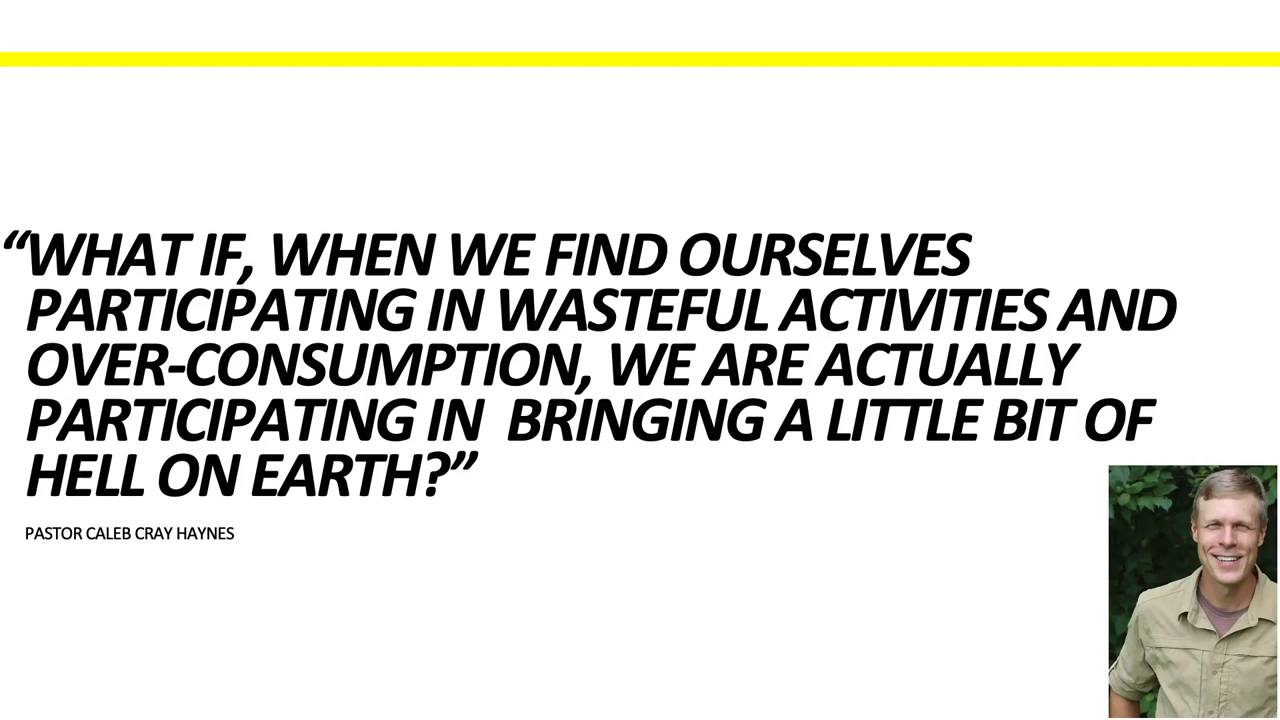 “WHAT IF, WHEN WE FIND OURSELVES
PARTICIPATING IN WASTEFUL ACTIVITIES AND
OVER-CONSUMPTION, WE ARE ACTUALLY
PARTICIPATING IN  BRINGING A LITTLE BIT OF
HELL ON EARTH?”
PASTOR CALEB CRAY HAYNES